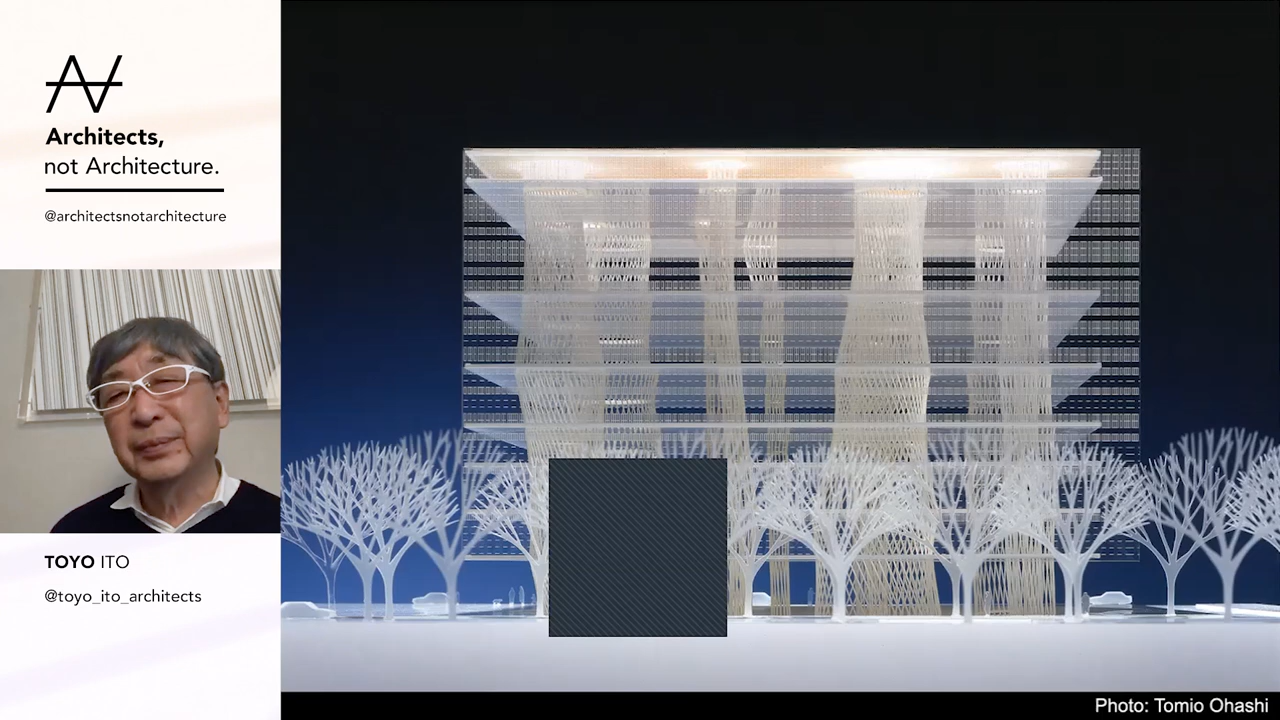 Architects,
not Architecture.
@architectsnotarchitecture
TOYO ITO
@toyo_ito_architects
Photo: Tomio Ohashi